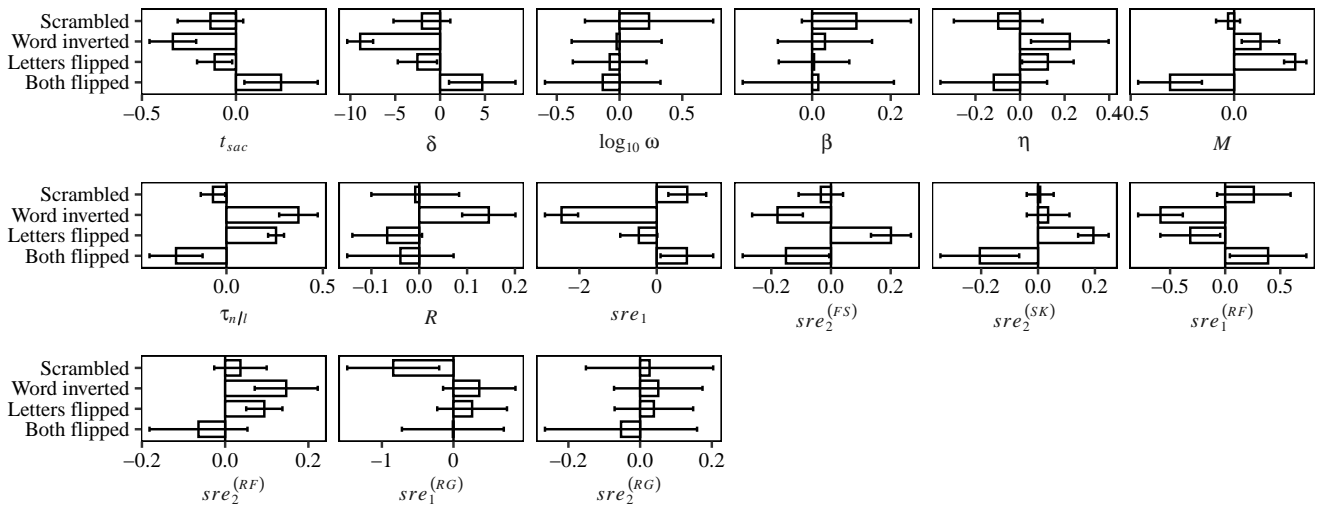 Scrambled
Word inverted
Letters flipped
Both flipped
−0.5 0.0 −10 −5 0 5 −0.5 0.0 0.5 0.0 0.1 0.2 −0.2 0.0 0.2 0.4 −0.5 0.0
t_sac δ log₁₀ ω β η M
Scrambled
Word inverted
Letters flipped
Both flipped
0.0 0.5 −0.1 0.0 0.1 0.2 −2 0 −0.2 0.0 0.2 −0.2 0.0 0.2 −0.5 0.0 0.5
τ_n/l R sre₁ sre₂^(FS) sre₂^(SK) sre₁^(RF)
Scrambled
Word inverted
Letters flipped
Both flipped
−0.2 0.0 0.2 −1 0 −0.2 0.0 0.2
sre₂^(RF) sre₁^(RG) sre₂^(RG)